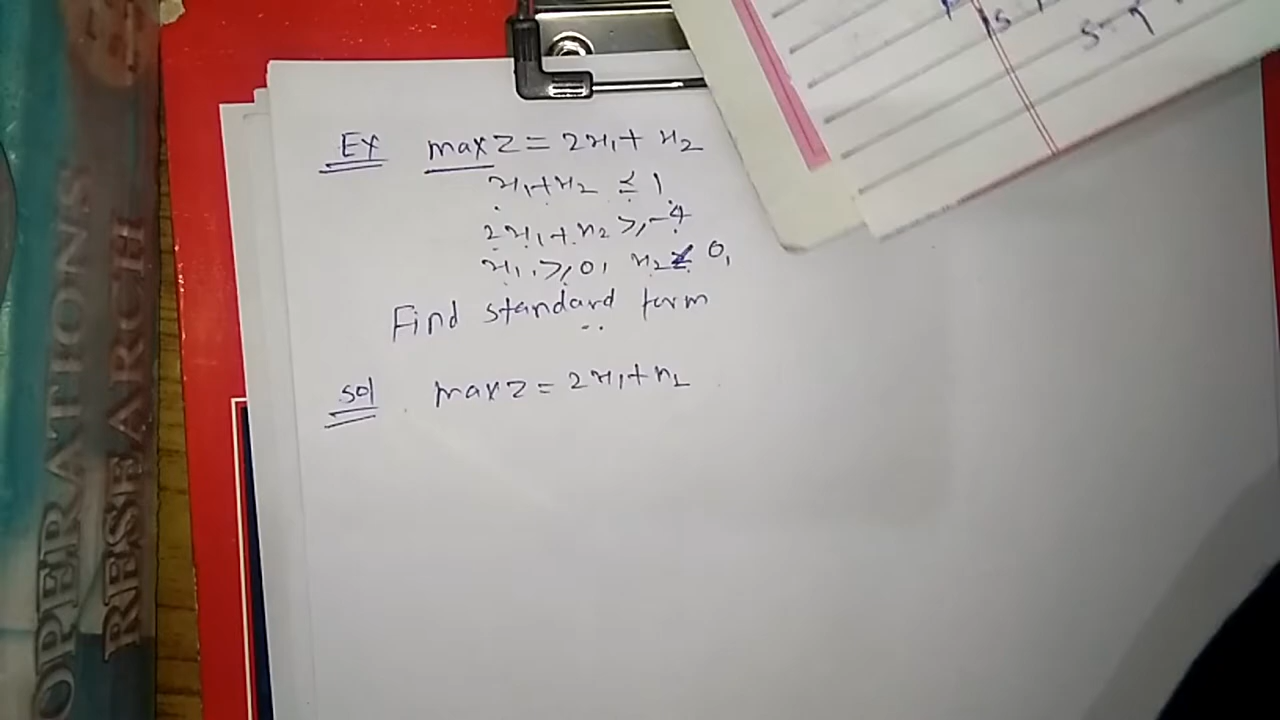 OPERATIONS
RESEARCH
Ex max Z = 2x₁ + x₂
x₁ + x₂ ≤ 1
2x₁ + x₂ ≥ -4
x₁ ≥ 0, x₂ ≤ 0,
Find standard form
Sol max Z = 2x₁ + x₂